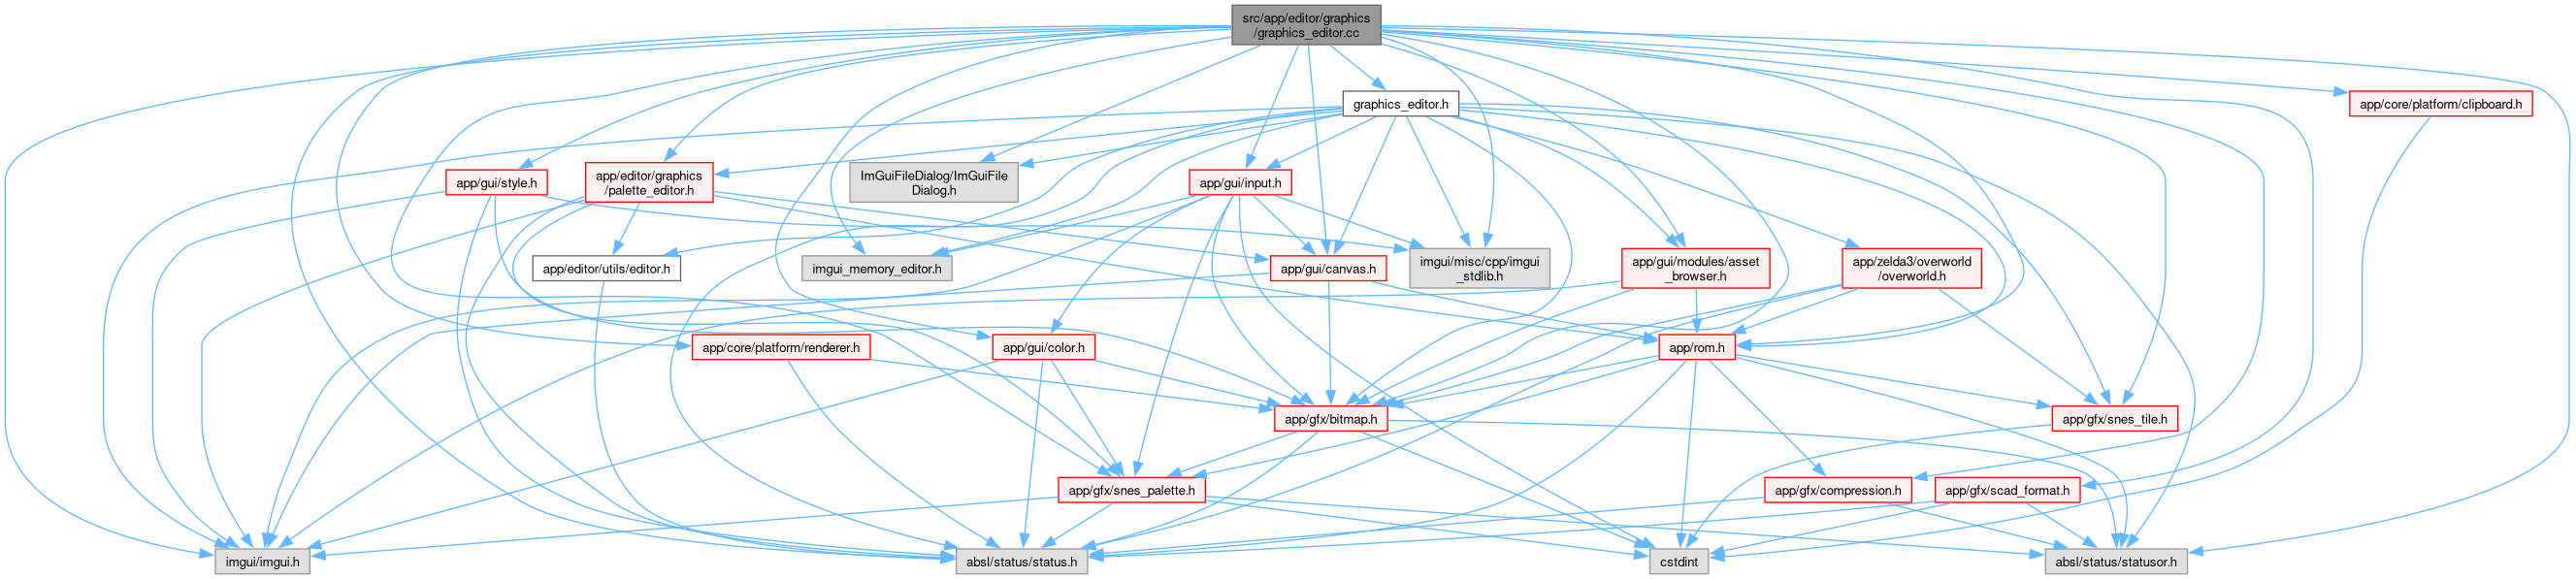 src/app/editor/graphics
/graphics_editor.cc
graphics_editor.h
app/core/platform/clipboard.h
app/gui/style.h
app/editor/graphics
/palette_editor.h
ImGuiFileDialog/ImGuiFile
Dialog.h
app/gui/input.h
app/editor/utils/editor.h
imgui_memory_editor.h
app/gui/canvas.h
imgui/misc/cpp/imgui
_stdlib.h
app/gui/modules/asset
_browser.h
app/zelda3/overworld
/overworld.h
app/core/platform/renderer.h
app/gui/color.h
app/rom.h
app/gfx/bitmap.h
app/gfx/snes_tile.h
app/gfx/snes_palette.h
app/gfx/compression.h
app/gfx/scad_format.h
imgui/imgui.h
absl/status/status.h
cstdint
absl/status/statusor.h